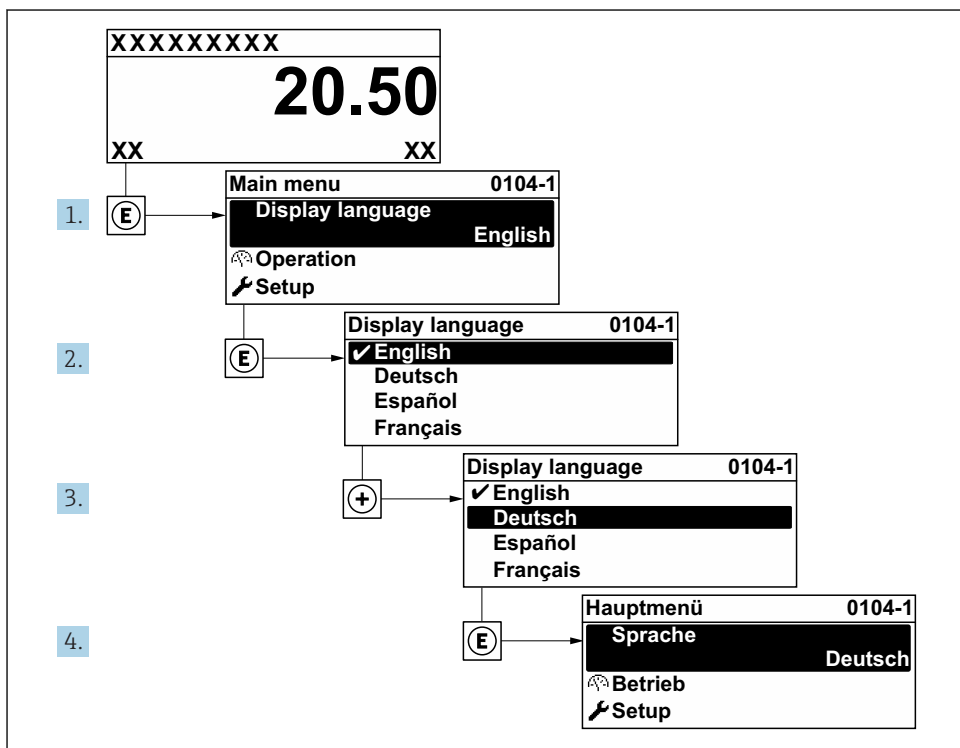 XXXXXXXXX
20.50
XX XX
1.
E
Main menu 0104-1
Display language
English
Operation
Setup
2.
E
Display language 0104-1
✔ English
Deutsch
Español
Français
3.
+
Display language 0104-1
✔ English
Deutsch
Español
Français
4.
E
Hauptmenü 0104-1
Sprache
Deutsch
Betrieb
Setup